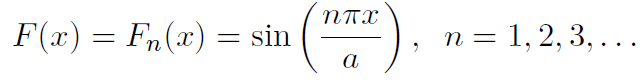 F(x) = F_n(x) = sin(nπx/a), n = 1, 2, 3, ...